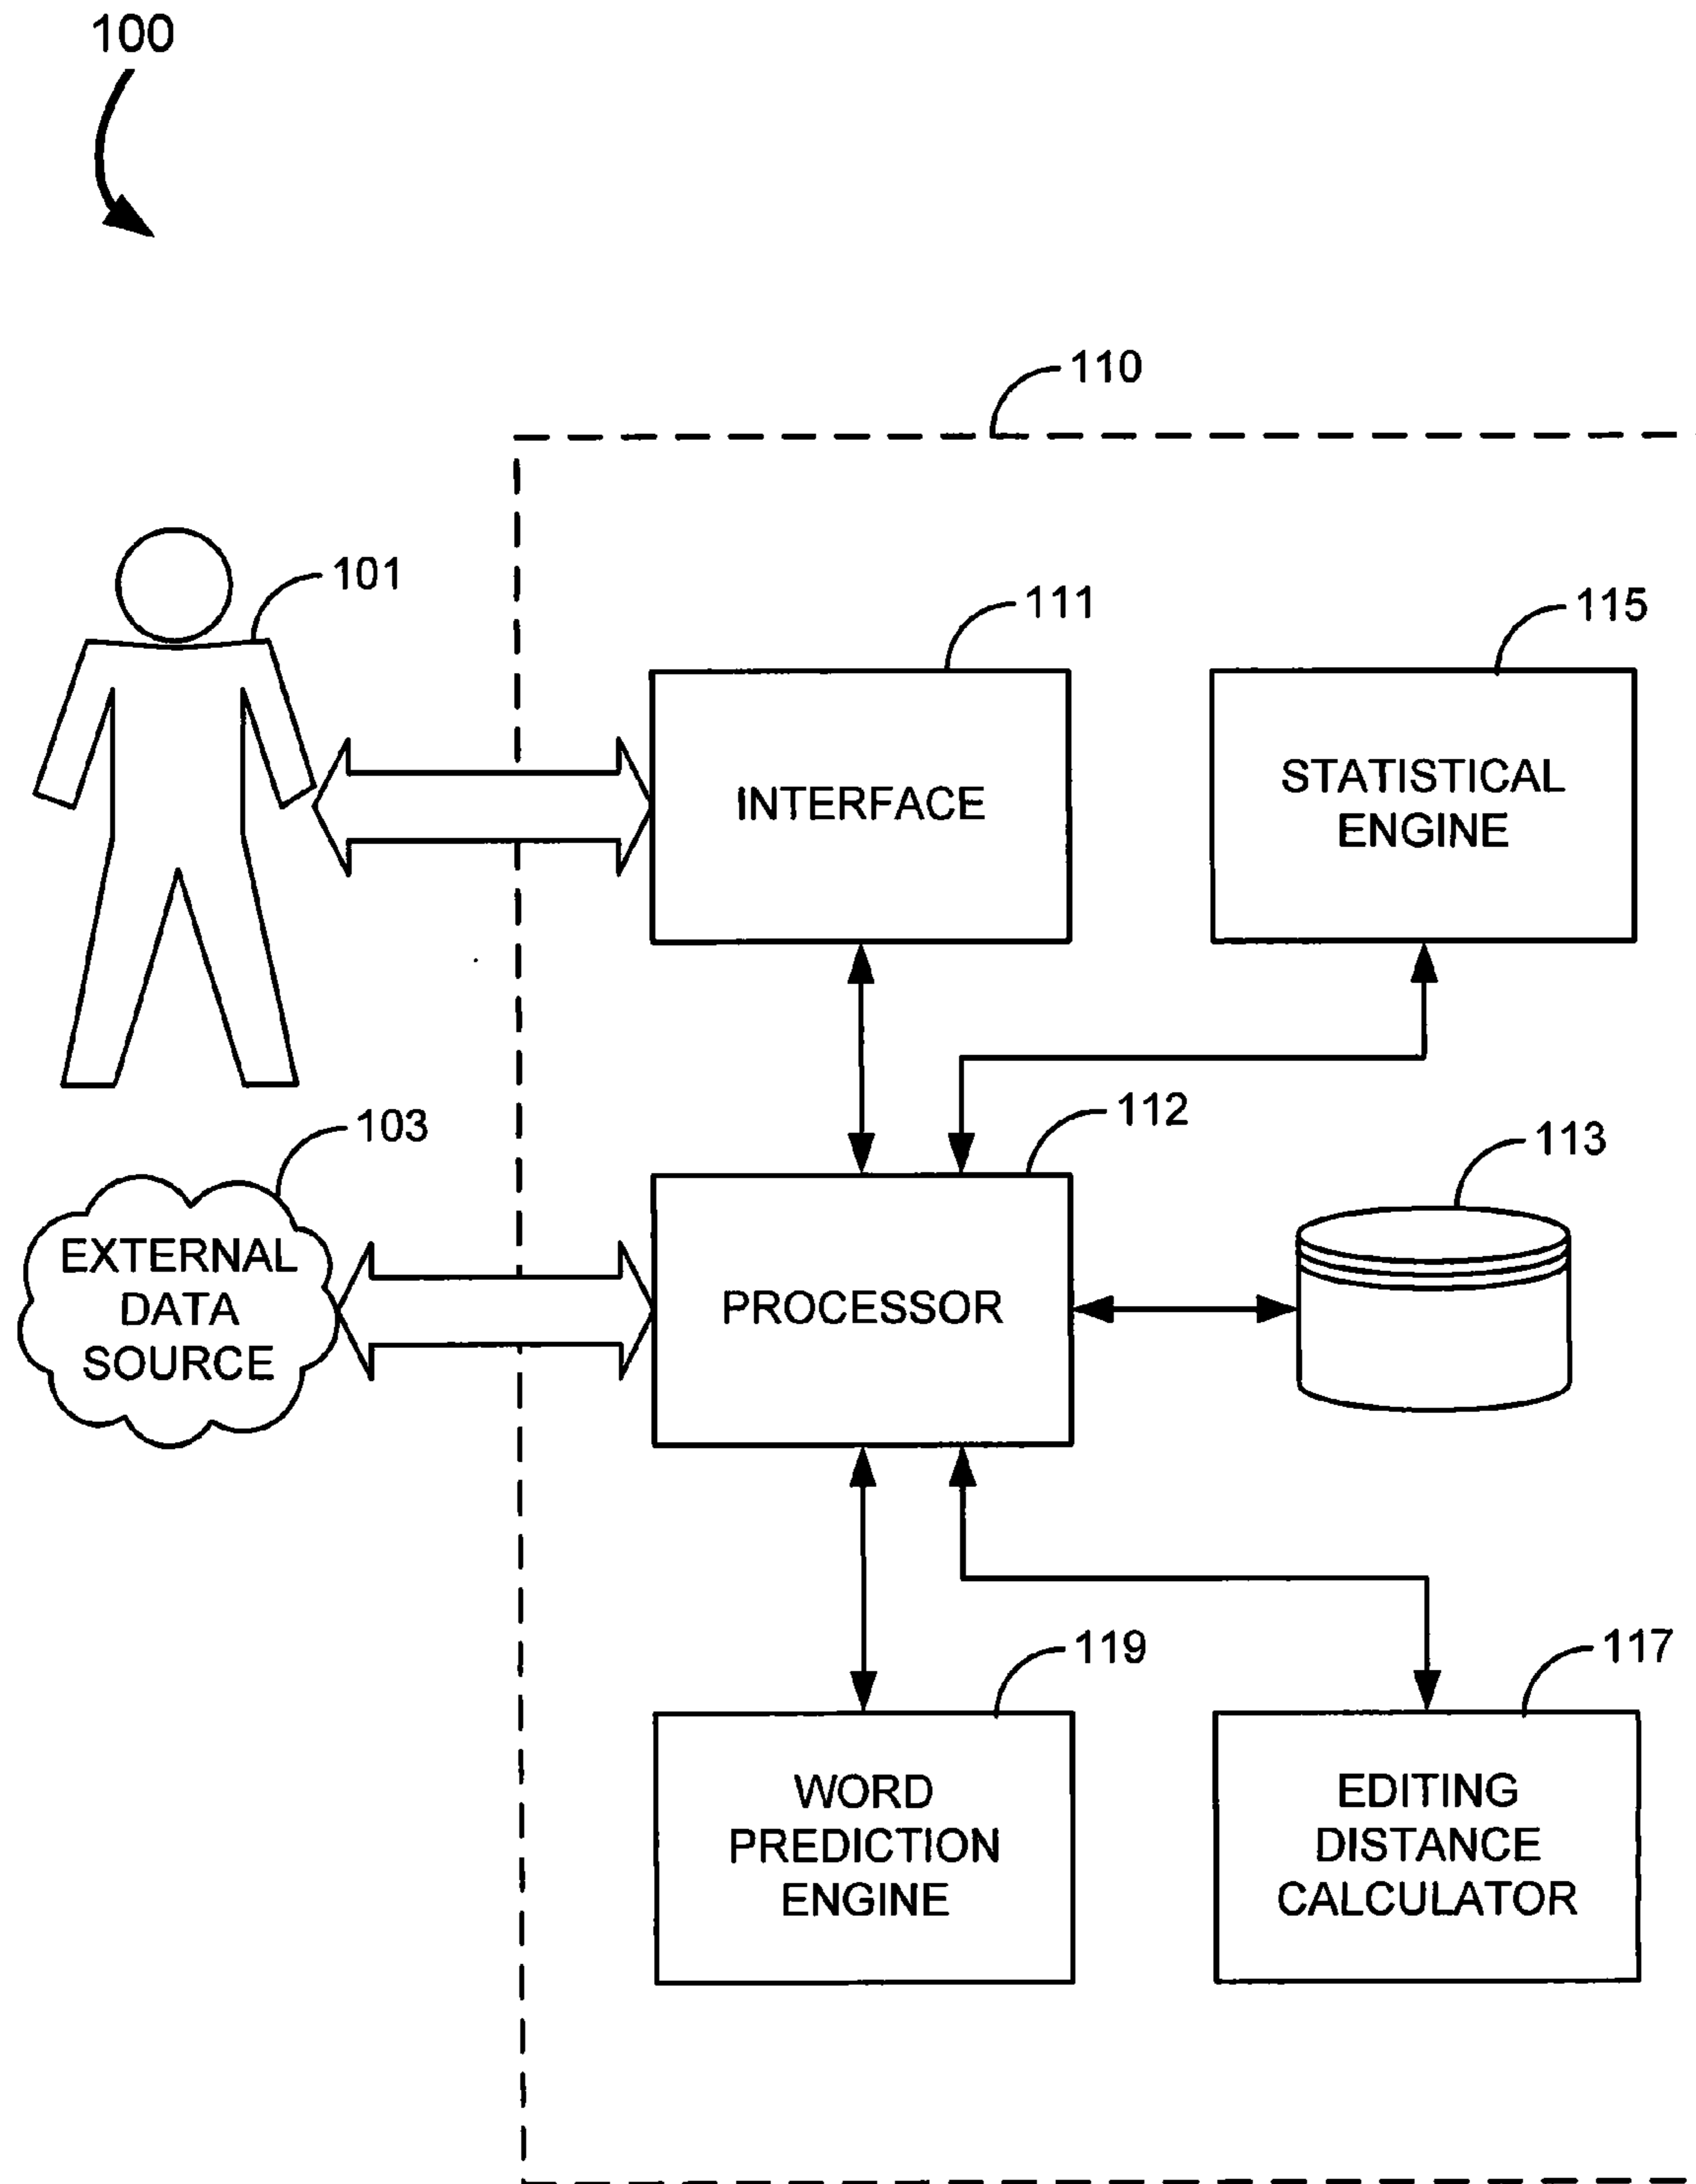 100
110
101
111
115
INTERFACE
STATISTICAL
ENGINE
103
112
113
EXTERNAL
DATA
SOURCE
PROCESSOR
119
117
WORD
PREDICTION
ENGINE
EDITING
DISTANCE
CALCULATOR